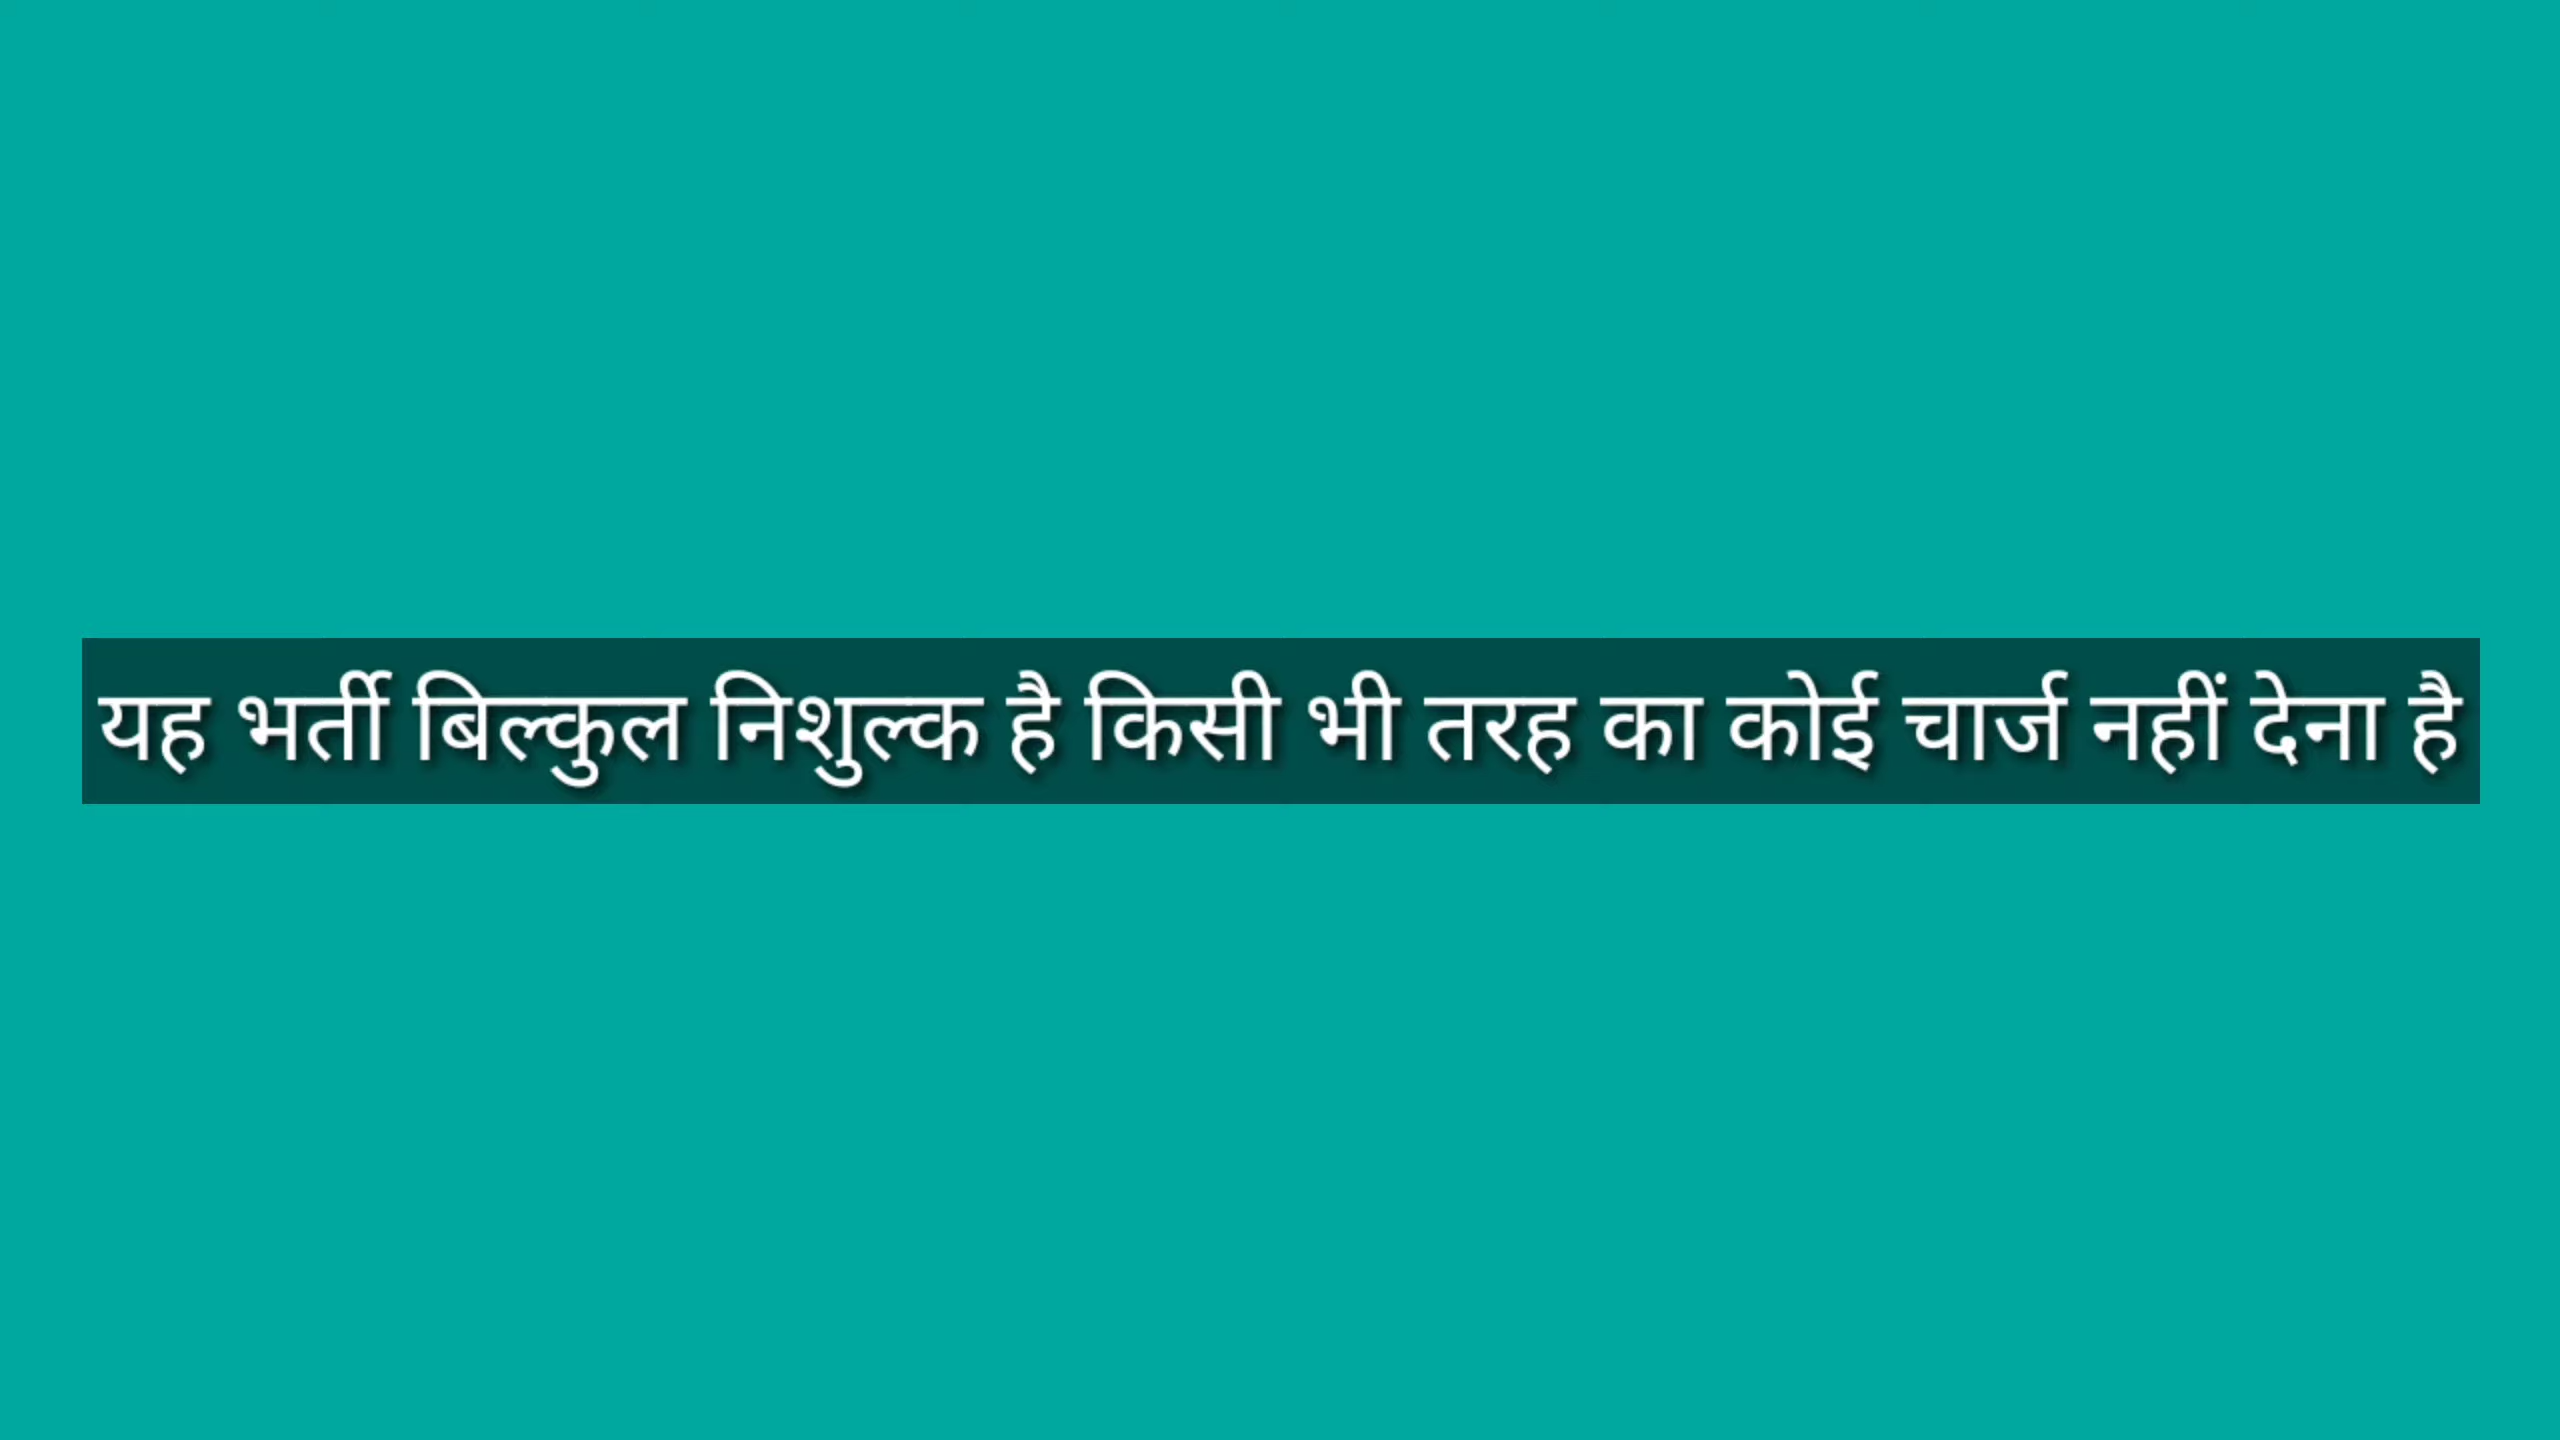 यह भर्ती बिल्कुल निशुल्क है किसी भी तरह का कोई चार्ज नहीं देना है